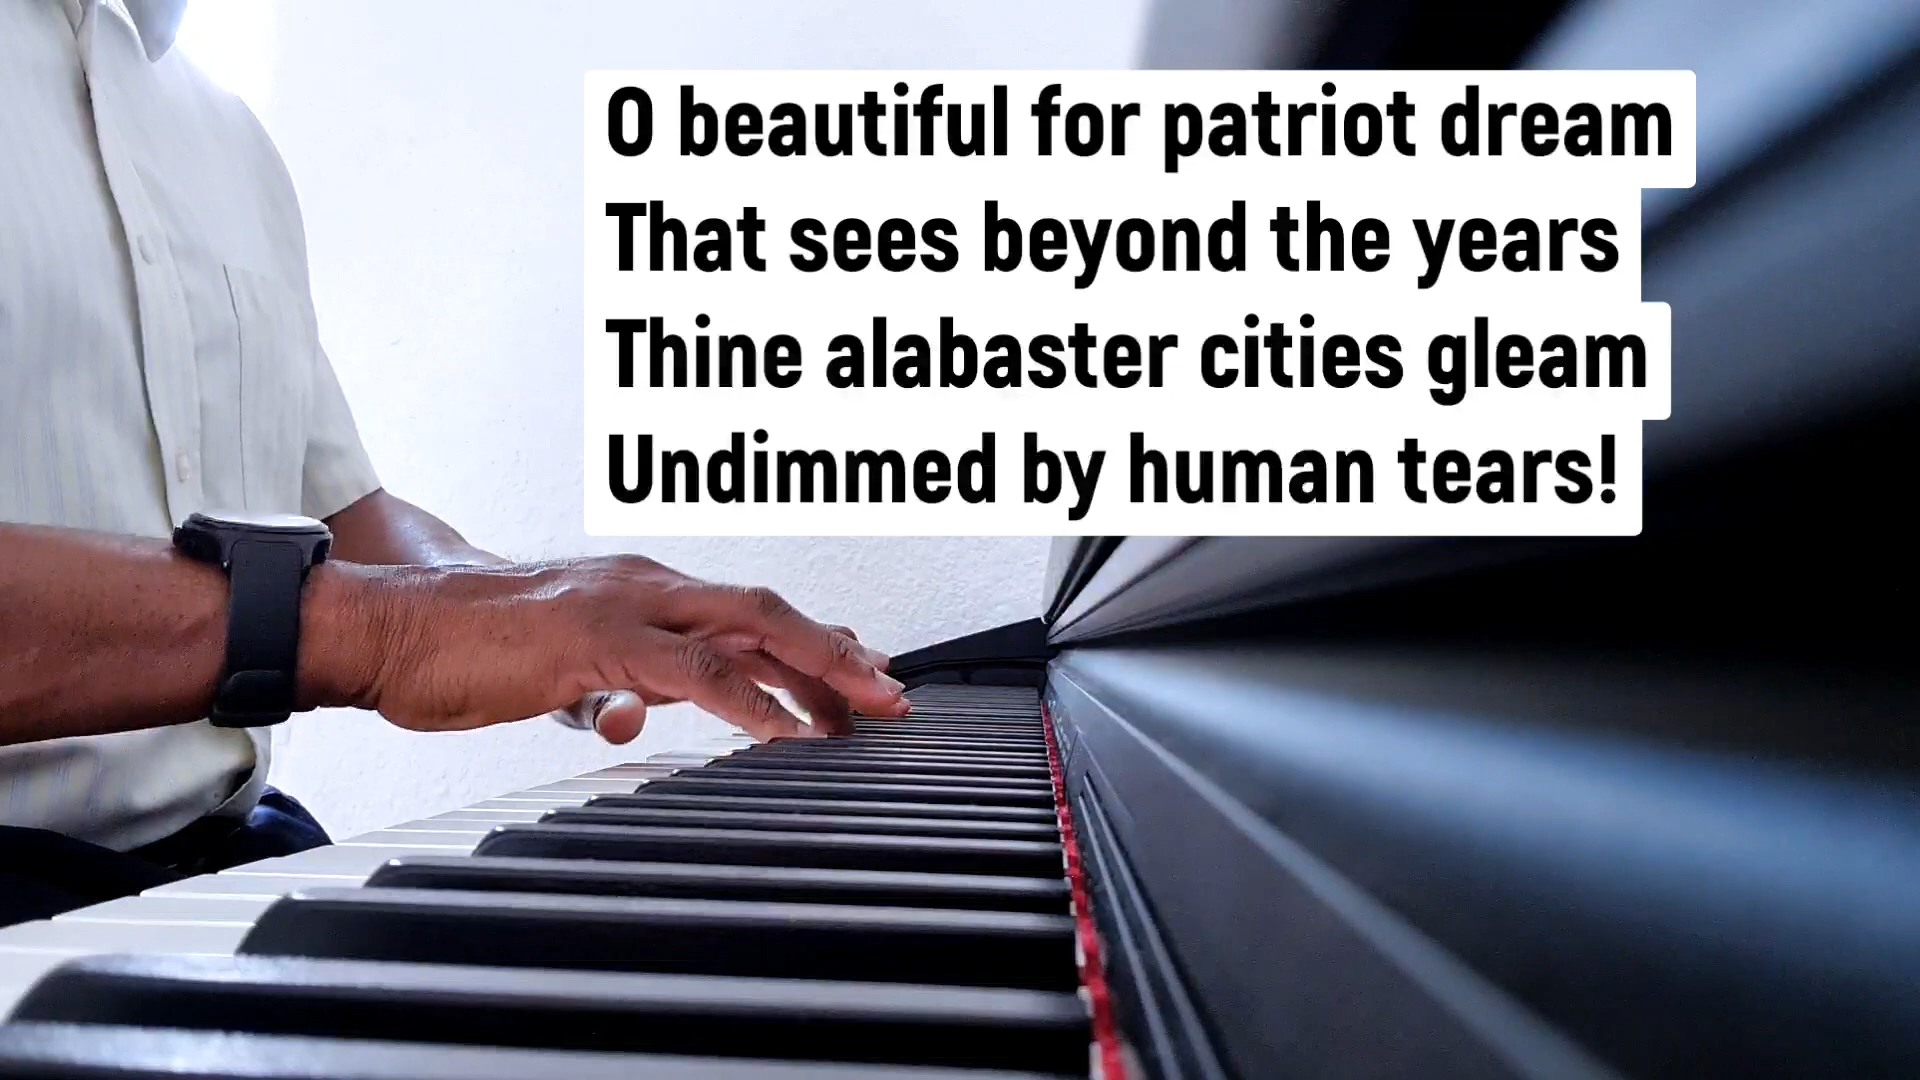 O beautiful for patriot dream
That sees beyond the years
Thine alabaster cities gleam
Undimmed by human tears!